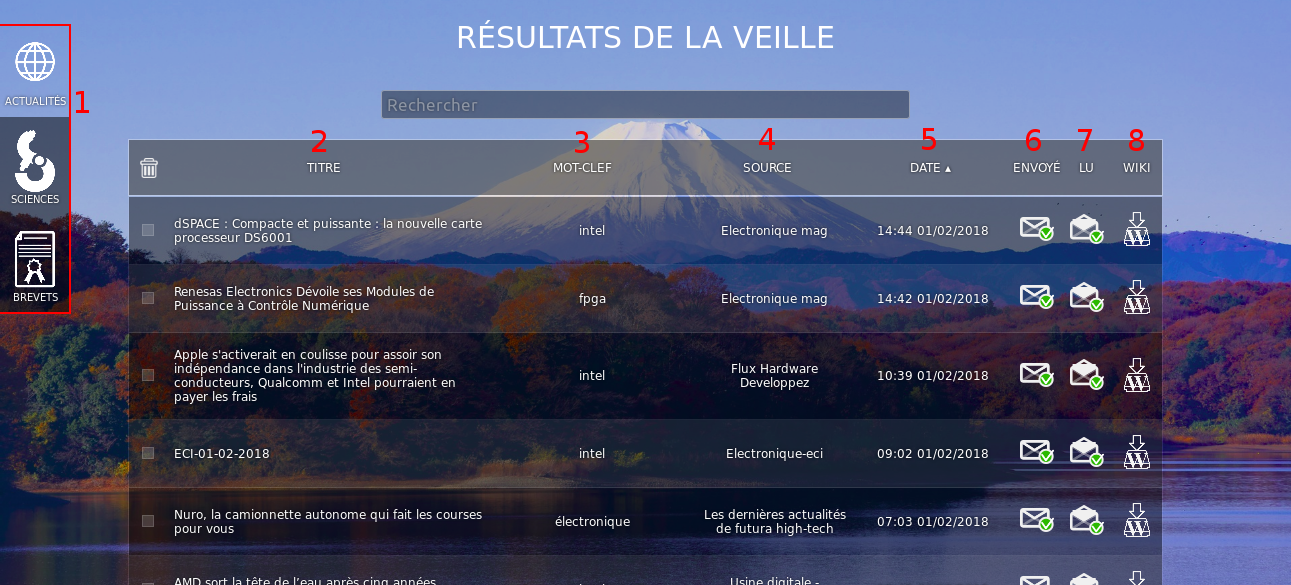 RÉSULTATS DE LA VEILLE
ACTUALITÉS
1
SCIENCES
BREVETS
Rechercher
2 3 4 5 6 7 8
TITRE MOT-CLEF SOURCE DATE ▴ ENVOYÉ LU WIKI
dSPACE : Compacte et puissante : la nouvelle carte
processeur DS6001
intel
Electronique mag
14:44 01/02/2018
Renesas Electronics Dévoile ses Modules de
Puissance à Contrôle Numérique
fpga
Electronique mag
14:42 01/02/2018
Apple s'activerait en coulisse pour assoir son
indépendance dans l'industrie des semi-
conducteurs, Qualcomm et Intel pourraient en
payer les frais
intel
Flux Hardware
Developpez
10:39 01/02/2018
ECI-01-02-2018
intel
Electronique-eci
09:02 01/02/2018
Nuro, la camionnette autonome qui fait les courses
pour vous
électronique
Les dernières actualités
de futura high-tech
07:03 01/02/2018
AMD sort la tête de l'eau après cinq années
Usine digitale -